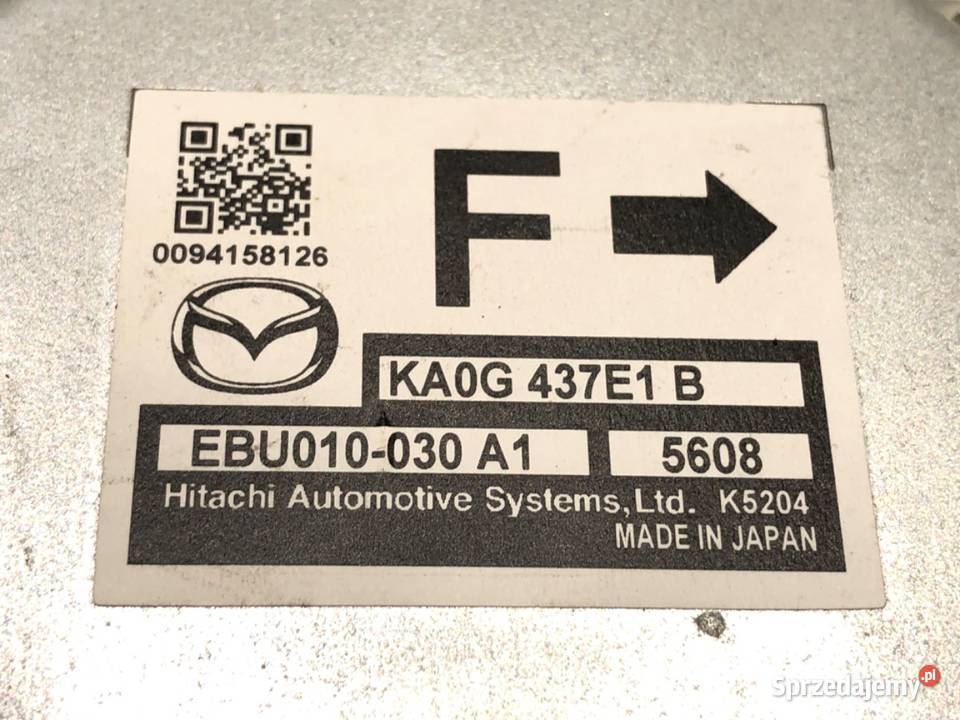 F
0094158126
KA0G 437E1 B
EBU010-030 A1 5608
Hitachi Automotive Systems,Ltd. K5204
MADE IN JAPAN
Sprzedajemy.pl